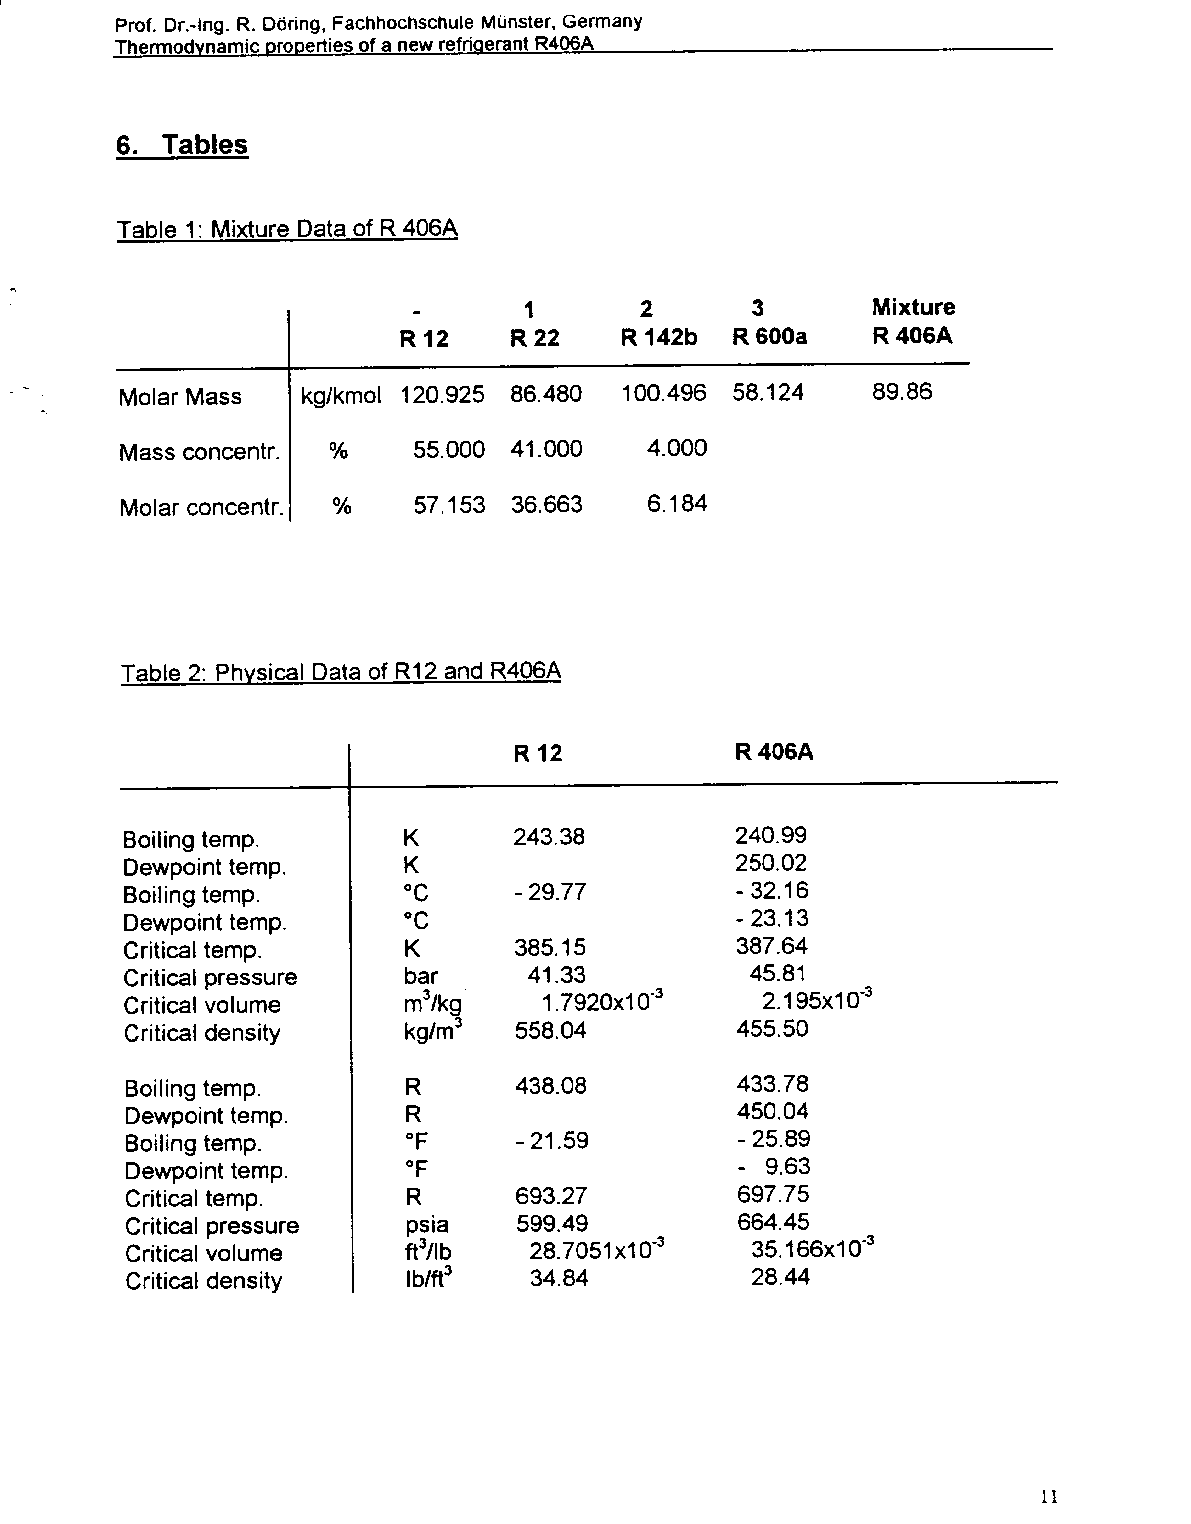 Prof. Dr.-Ing. R. Döring, Fachhochschule Münster, Germany
Thermodynamic properties of a new refrigerant R406A
6. Tables
Table 1: Mixture Data of R 406A
- 1 2 3 Mixture
R 12 R 22 R 142b R 600a R 406A
Molar Mass kg/kmol 120.925 86.480 100.496 58.124 89.86
Mass concentr. % 55.000 41.000 4.000
Molar concentr. % 57.153 36.663 6.184
Table 2: Physical Data of R12 and R406A
R 12 R 406A
Boiling temp. K 243.38 240.99
Dewpoint temp. K 250.02
Boiling temp. °C - 29.77 - 32.16
Dewpoint temp. °C - 23.13
Critical temp. K 385.15 387.64
Critical pressure bar 41.33 45.81
Critical volume m³/kg 1.7920x10⁻³ 2.195x10⁻³
Critical density kg/m³ 558.04 455.50
Boiling temp. R 438.08 433.78
Dewpoint temp. R 450.04
Boiling temp. °F - 21.59 - 25.89
Dewpoint temp. °F - 9.63
Critical temp. R 693.27 697.75
Critical pressure psia 599.49 664.45
Critical volume ft³/lb 28.7051x10⁻³ 35.166x10⁻³
Critical density lb/ft³ 34.84 28.44
11